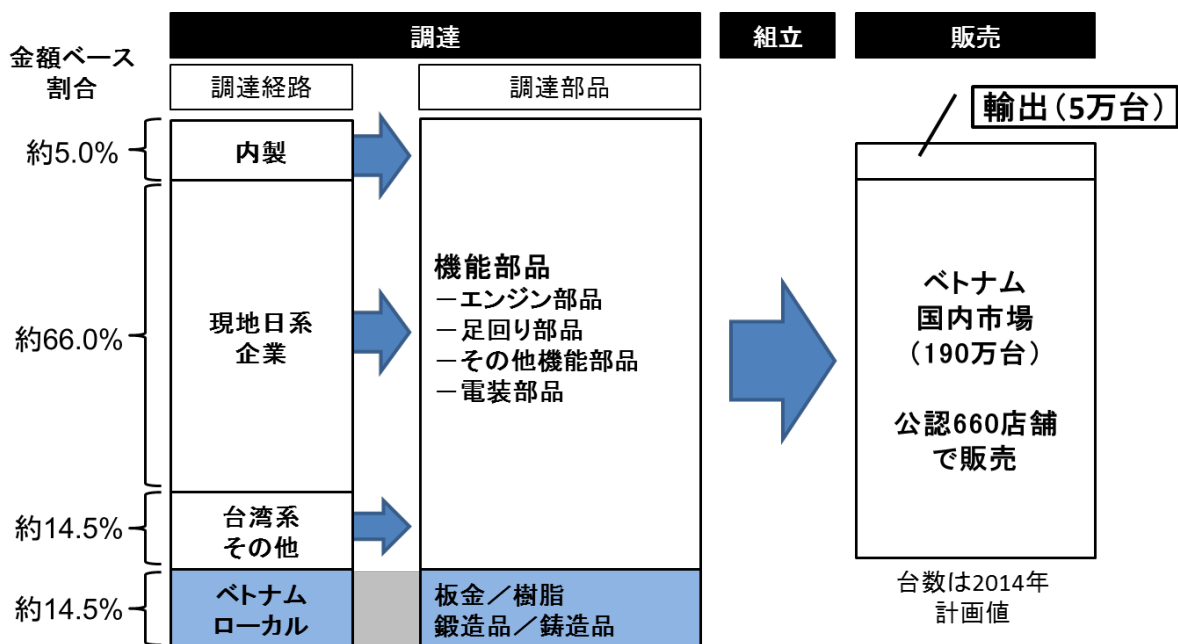 調達
組立
販売
金額ベース
割合
調達経路
調達部品
輸出（5万台）
約5.0%
内製
約66.0%
現地日系
企業
約14.5%
台湾系
その他
約14.5%
ベトナム
ローカル
機能部品
－エンジン部品
－足回り部品
－その他機能部品
－電装部品
板金／樹脂
鍛造品／鋳造品
ベトナム
国内市場
（190万台）
公認660店舗
で販売
台数は2014年
計画値